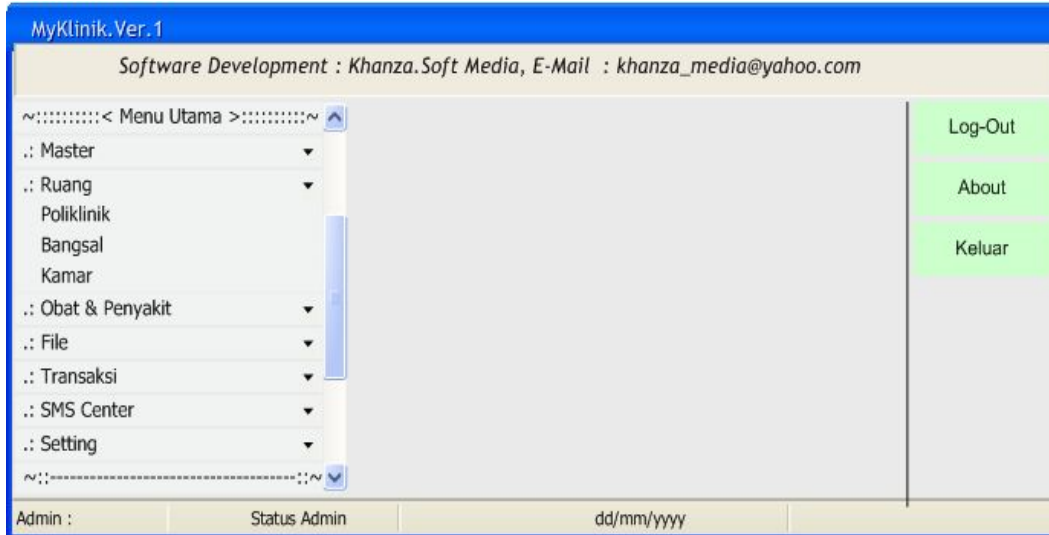 MyKlinik.Ver.1
Software Development : Khanza.Soft Media, E-Mail : khanza_media@yahoo.com
~::::::::::< Menu Utama >::::::::::~
.: Master
.: Ruang
Poliklinik
Bangsal
Kamar
.: Obat & Penyakit
.: File
.: Transaksi
.: SMS Center
.: Setting
~::-------------------------------------::~
Log-Out
About
Keluar
Admin : Status Admin dd/mm/yyyy